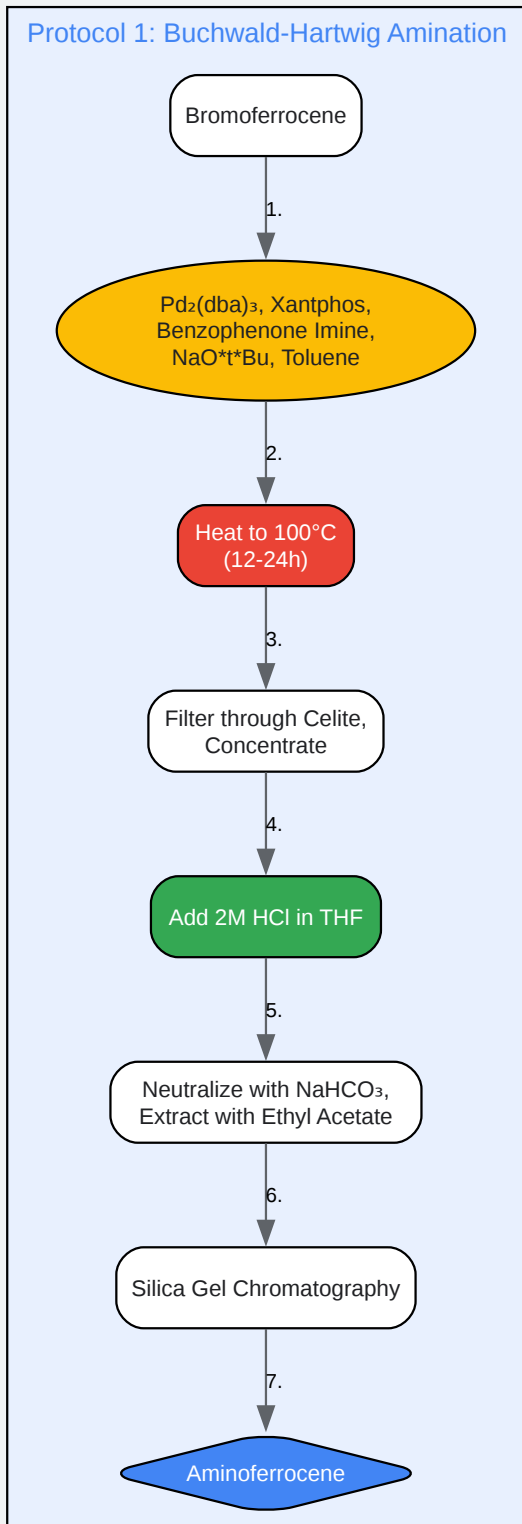 Protocol 1: Buchwald-Hartwig Amination
Bromoferrocene
1.
Pd₂(dba)₃, Xantphos,
Benzophenone Imine,
NaO*t*Bu, Toluene
2.
Heat to 100°C
(12-24h)
3.
Filter through Celite,
Concentrate
4.
Add 2M HCl in THF
5.
Neutralize with NaHCO₃,
Extract with Ethyl Acetate
6.
Silica Gel Chromatography
7.
Aminoferrocene